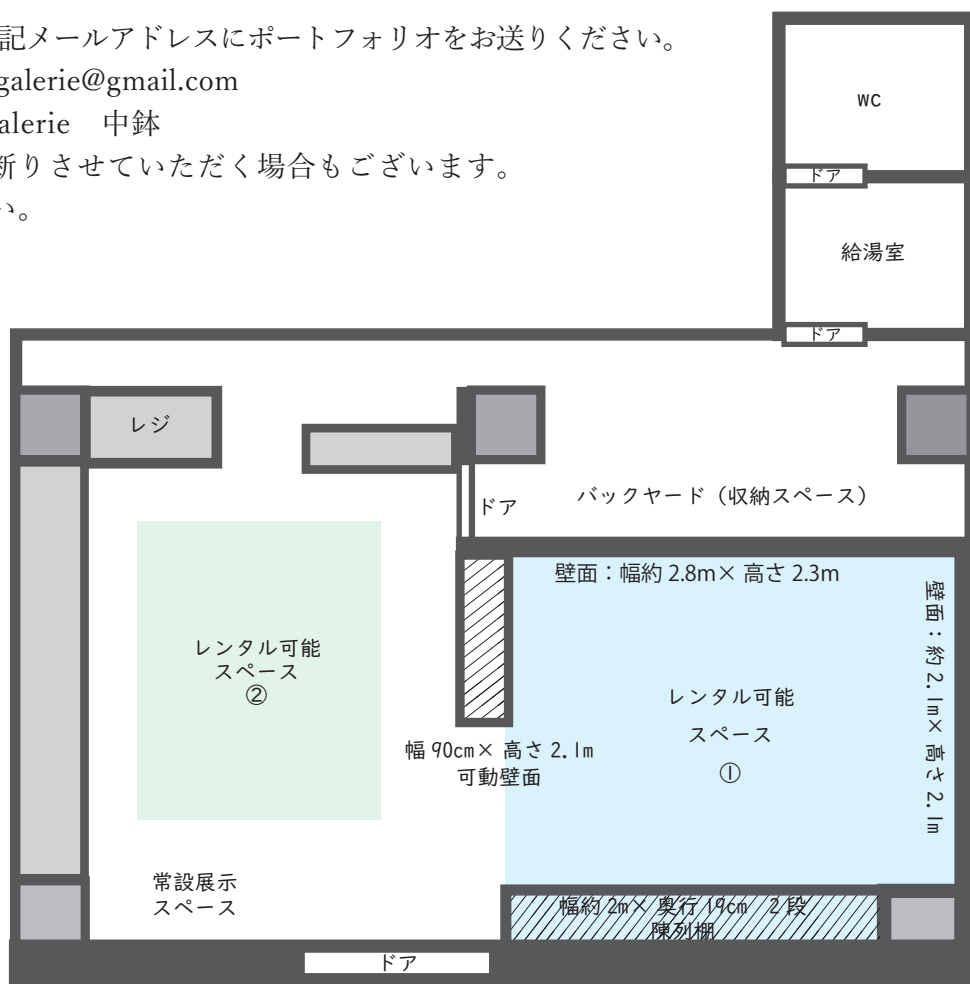 記メールアドレスにポートフォリオをお送りください。
galerie@gmail.com
alerie　中鉢
断りさせていただく場合もございます。
い。
WC
ドア
給湯室
ドア
レジ
ドア
バックヤード（収納スペース）
壁面：幅約 2.8m× 高さ 2.3m
壁面：約 2.1m× 高さ 2.1m
レンタル可能
スペース
②
レンタル可能
スペース
①
幅 90cm× 高さ 2.1m
可動壁面
常設展示
スペース
幅約 2m× 奥行 19cm　2 段
陳列棚
ドア